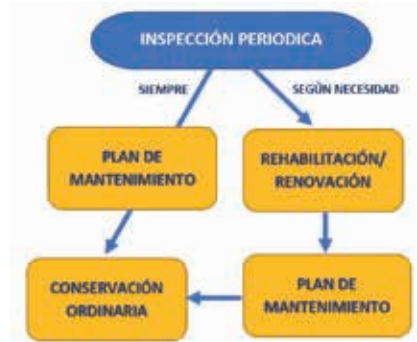 INSPECCIÓN PERIODICA
SIEMPRE
SEGÚN NECESIDAD
PLAN DE
MANTENIMIENTO
REHABILITACIÓN/
RENOVACIÓN
CONSERVACIÓN
ORDINARIA
PLAN DE
MANTENIMIENTO